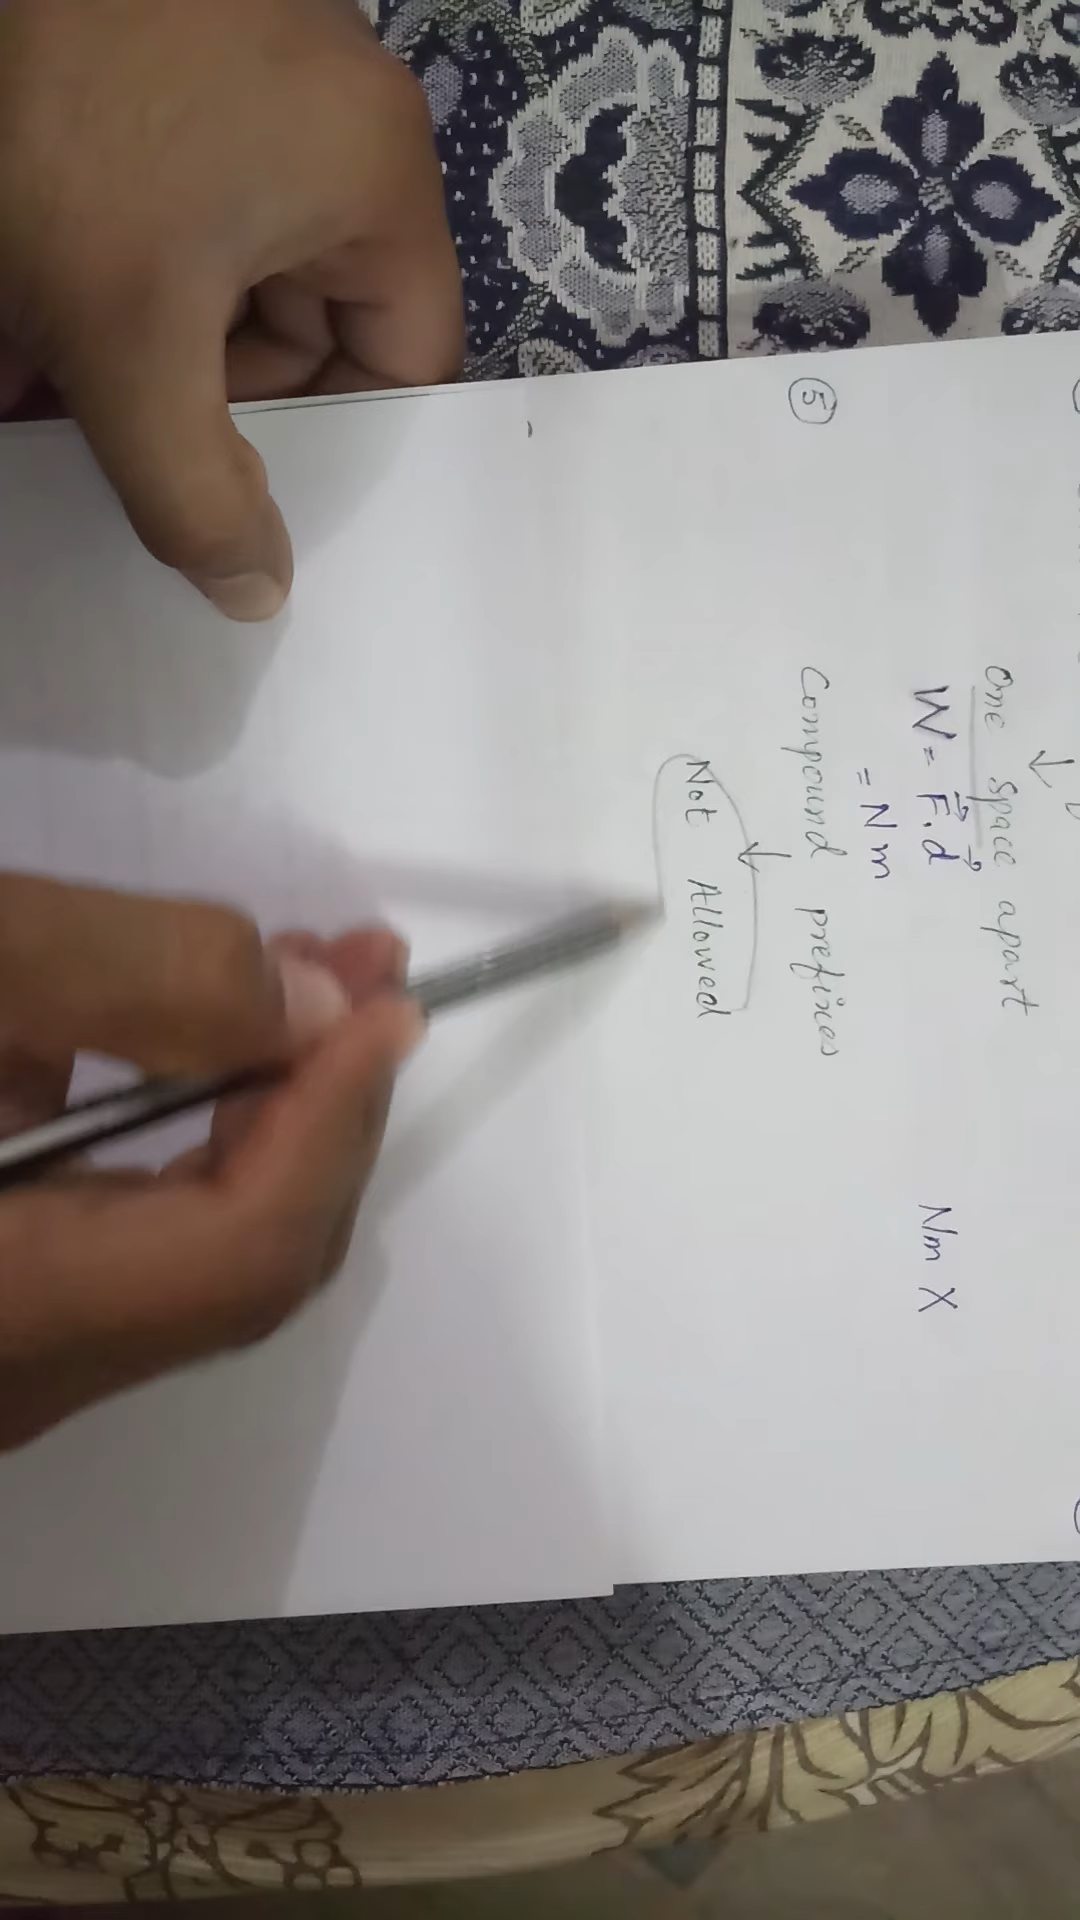 ↓
One space apart
W = F⃗. d⃗ Nm X
= N m
⑤ Compound prefixes
↓
Not Allowed